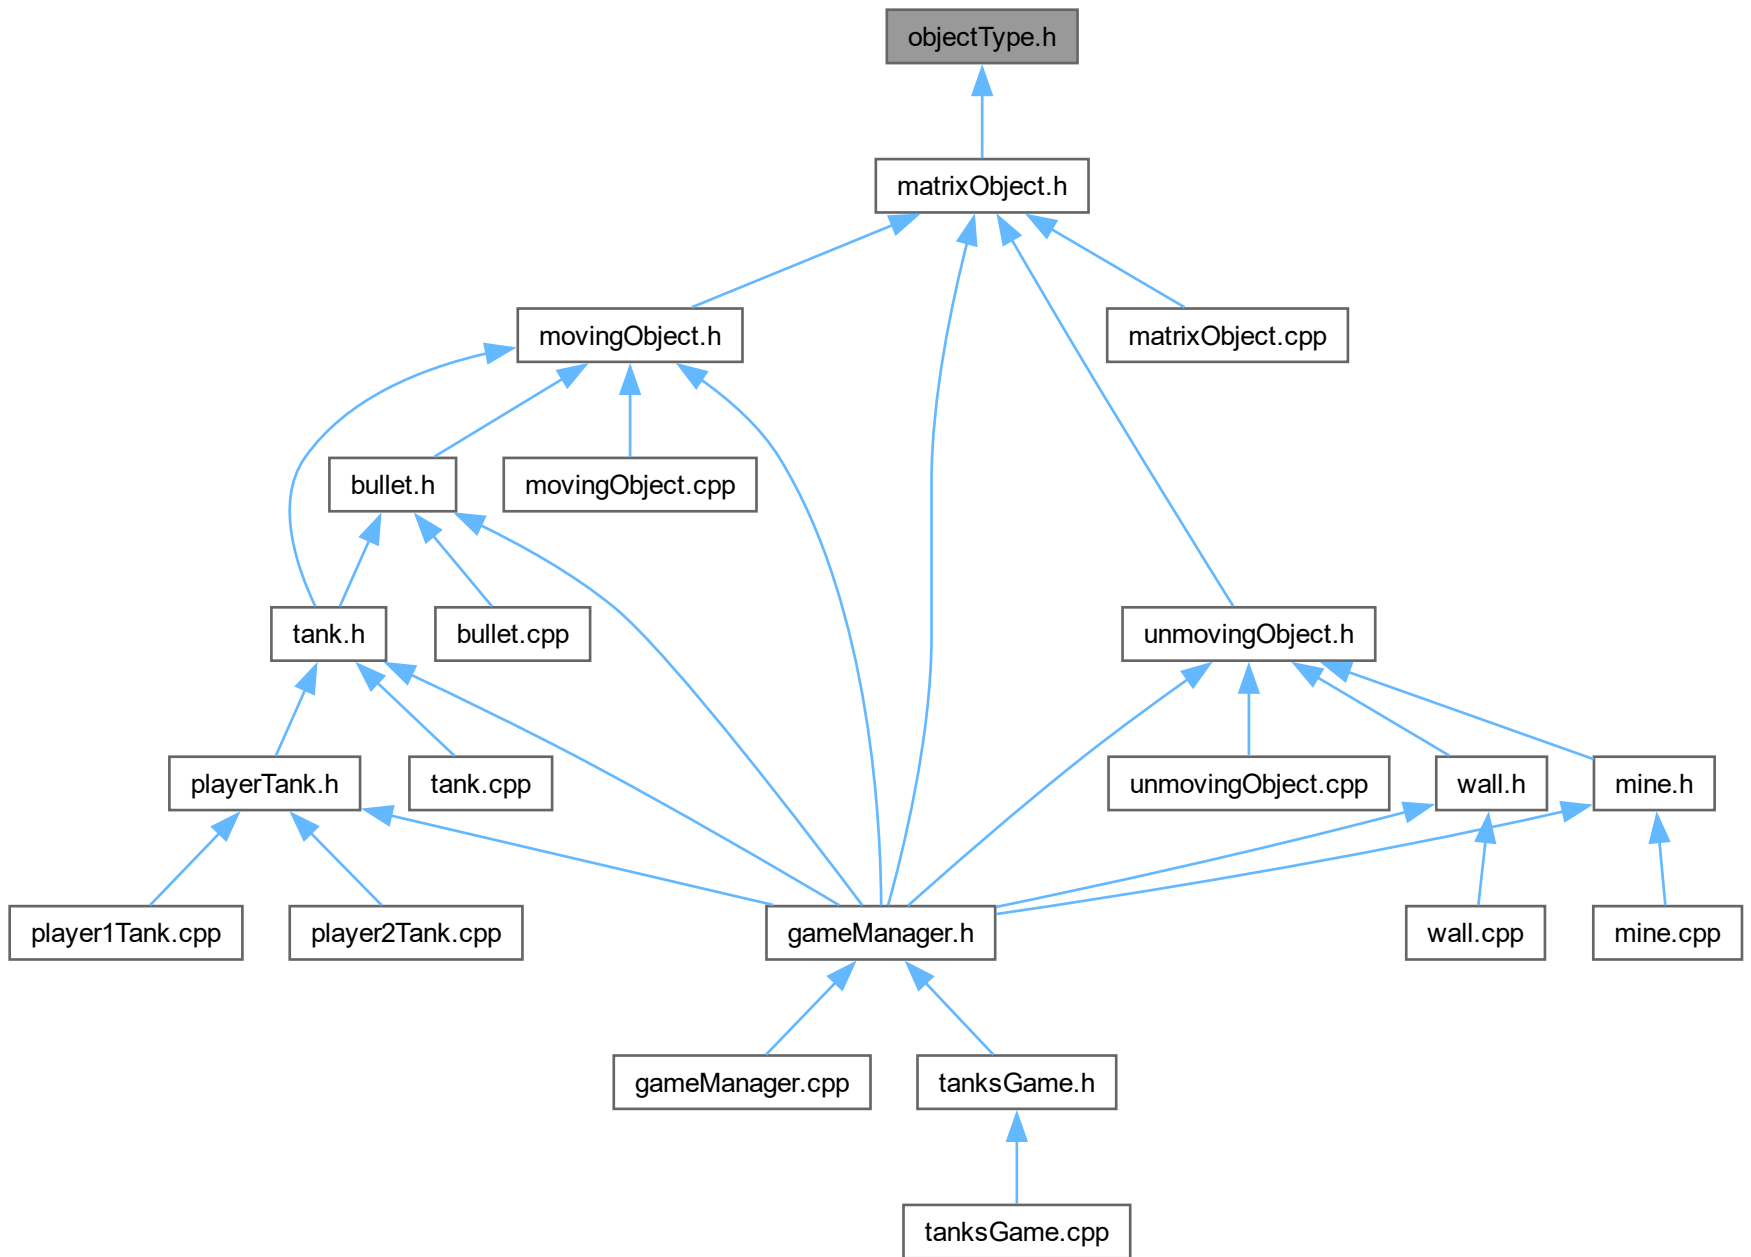 objectType.h
matrixObject.h
movingObject.h
matrixObject.cpp
bullet.h
movingObject.cpp
tank.h
bullet.cpp
unmovingObject.h
playerTank.h
tank.cpp
unmovingObject.cpp
wall.h
mine.h
player1Tank.cpp
player2Tank.cpp
gameManager.h
wall.cpp
mine.cpp
gameManager.cpp
tanksGame.h
tanksGame.cpp